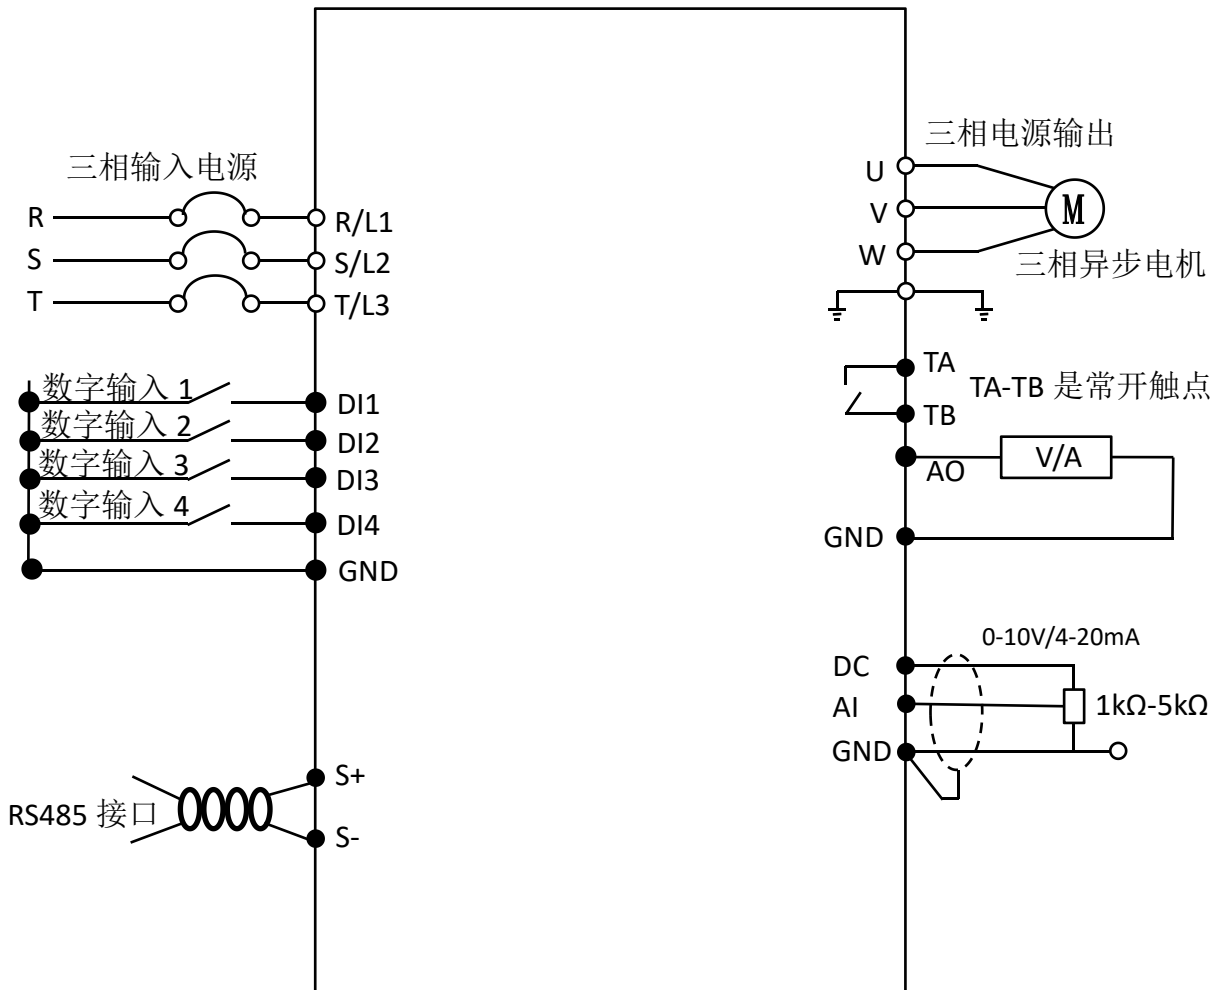 三相输入电源
R
R/L1
S
S/L2
T
T/L3
数字输入 1
DI1
数字输入 2
DI2
数字输入 3
DI3
数字输入 4
DI4
GND
RS485 接口
S+
S-
三相电源输出
U
V
M
W
三相异步电机
TA
TA-TB 是常开触点
TB
AO
V/A
GND
0-10V/4-20mA
DC
AI
1kΩ-5kΩ
GND